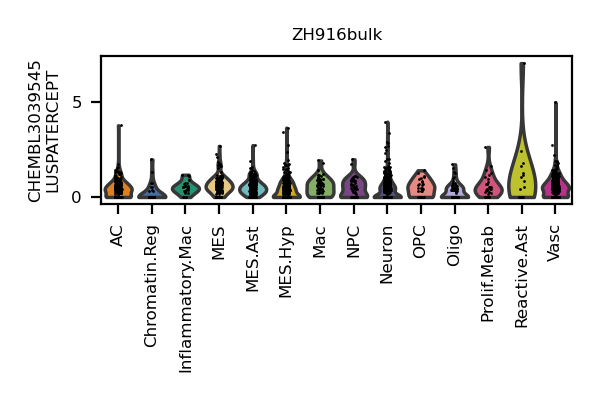 ZH916bulk
CHEMBL3039545
LUSPATERCEPT
5
0
AC
Chromatin.Reg
Inflammatory.Mac
MES
MES.Ast
MES.Hyp
Mac
NPC
Neuron
OPC
Oligo
Prolif.Metab
Reactive.Ast
Vasc